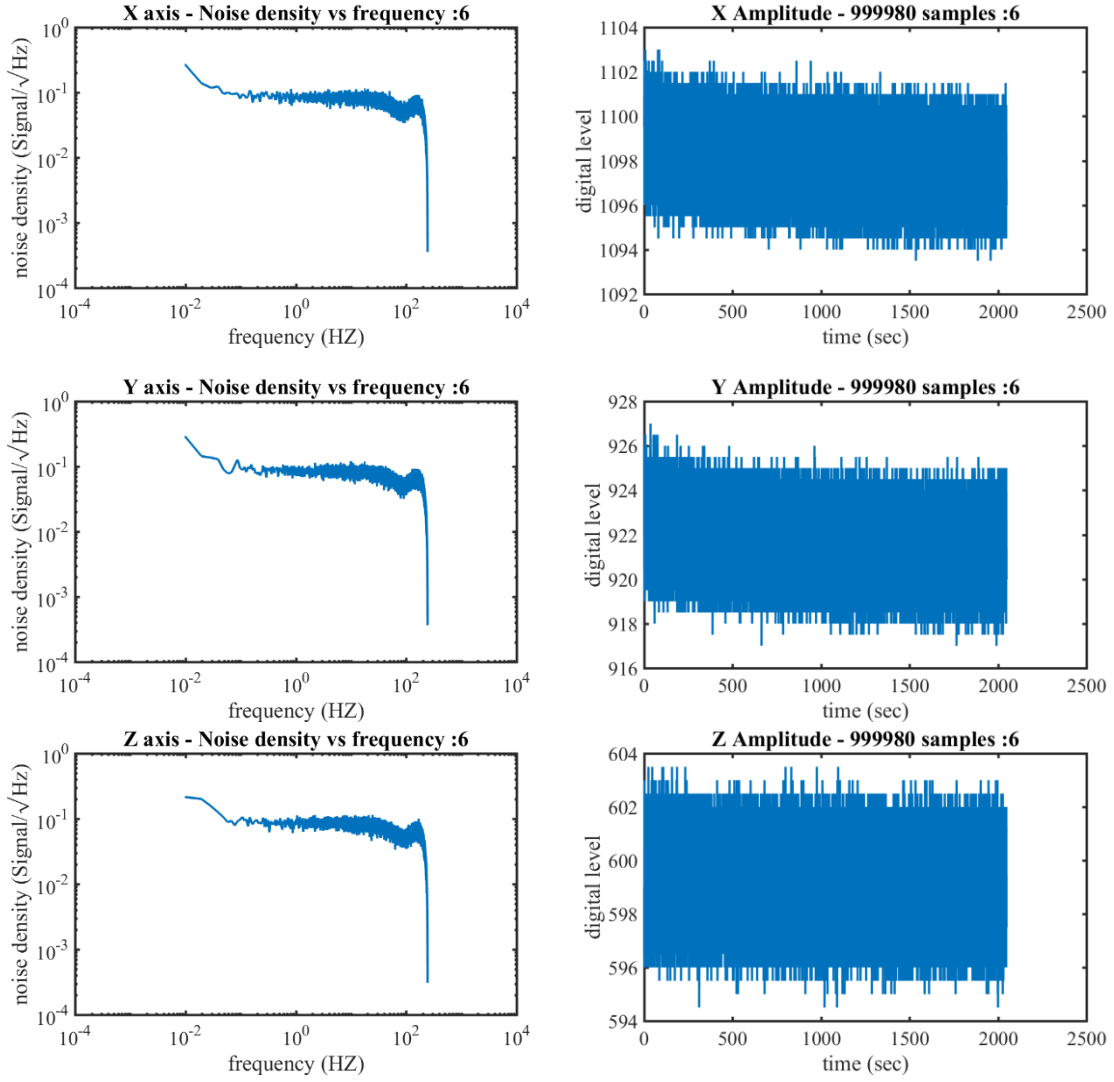 X axis - Noise density vs frequency :6
noise density (Signal/√Hz)
10^0
10^-1
10^-2
10^-3
10^-4
10^-4 10^-2 10^0 10^2 10^4
frequency (HZ)
X Amplitude - 999980 samples :6
digital level
1104
1102
1100
1098
1096
1094
1092
0 500 1000 1500 2000 2500
time (sec)
Y axis - Noise density vs frequency :6
noise density (Signal/√Hz)
10^0
10^-1
10^-2
10^-3
10^-4
10^-4 10^-2 10^0 10^2 10^4
frequency (HZ)
Y Amplitude - 999980 samples :6
digital level
928
926
924
922
920
918
916
0 500 1000 1500 2000 2500
time (sec)
Z axis - Noise density vs frequency :6
noise density (Signal/√Hz)
10^0
10^-1
10^-2
10^-3
10^-4
10^-4 10^-2 10^0 10^2 10^4
frequency (HZ)
Z Amplitude - 999980 samples :6
digital level
604
602
600
598
596
594
0 500 1000 1500 2000 2500
time (sec)